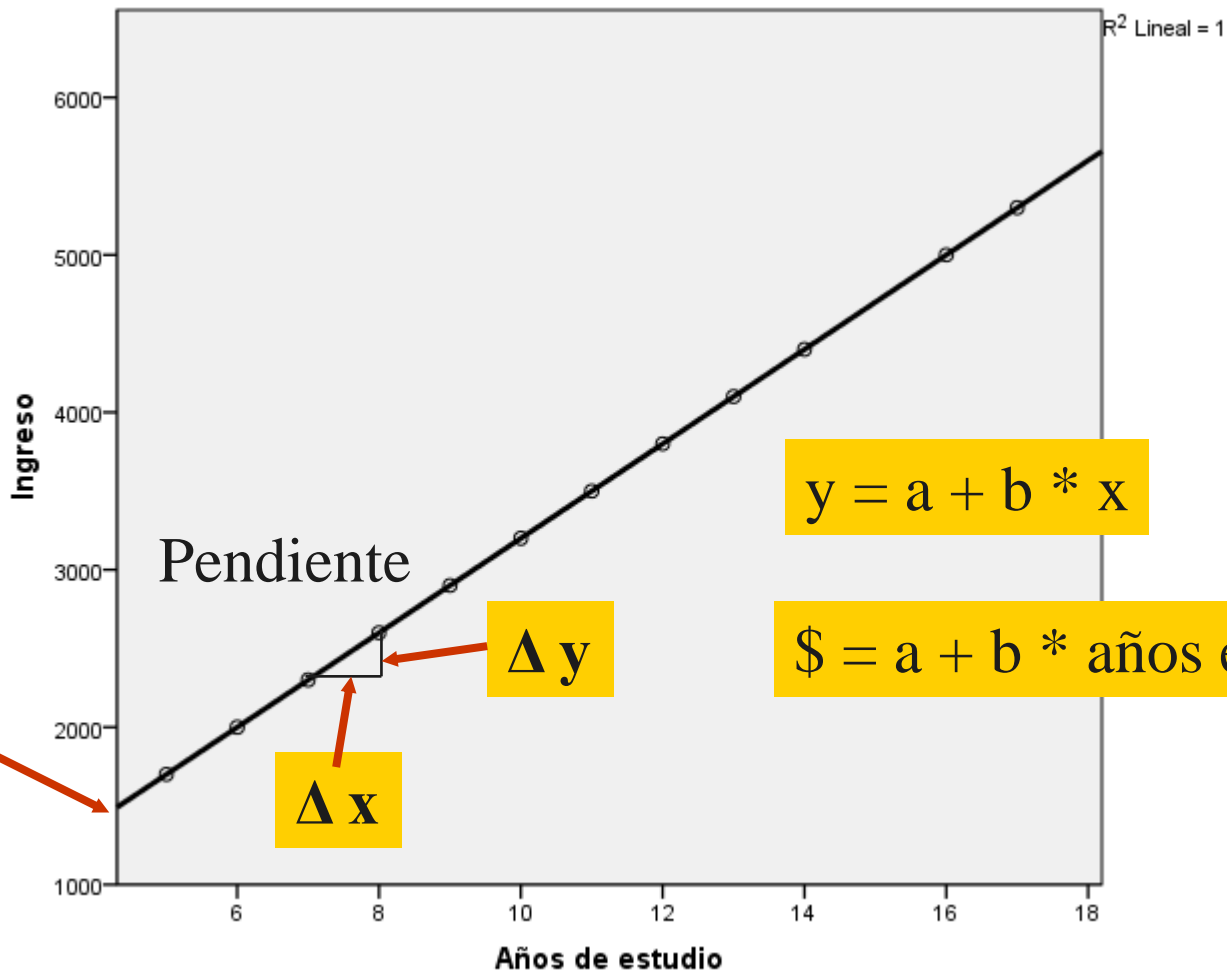 R² Lineal = 1
6000
5000
4000
3000
2000
1000
Ingreso
Pendiente
y = a + b * x
Δ y
$ = a + b * años
Δ x
6
8
10
12
14
16
18
Años de estudio